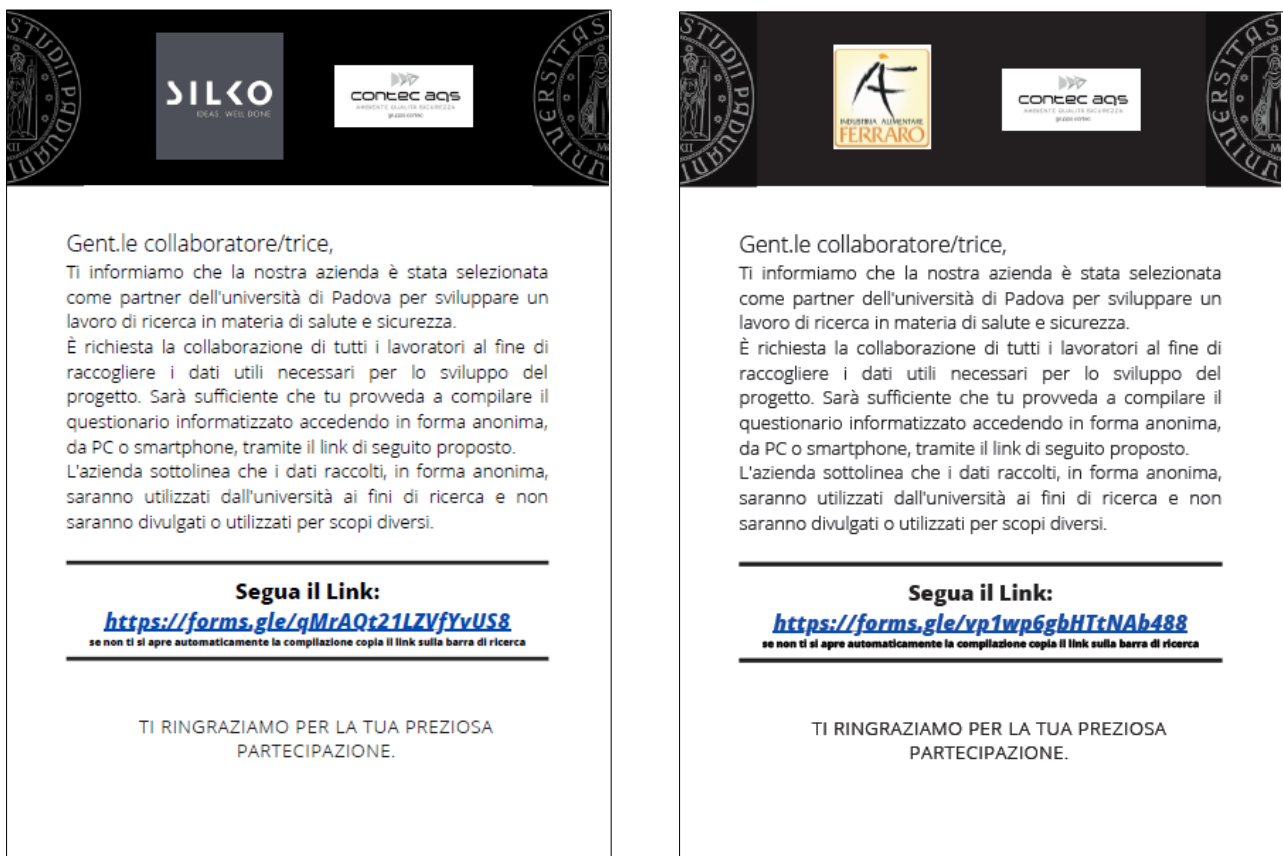 STUDII PADUANI
UNIVERSITAS
SILKO
IDEAS. WELL DONE
contec aqs
AMBIENTE QUALITÀ SICUREZZA
gruppo contec
Gent.le collaboratore/trice,
Ti informiamo che la nostra azienda è stata selezionata
come partner dell'università di Padova per sviluppare un
lavoro di ricerca in materia di salute e sicurezza.
È richiesta la collaborazione di tutti i lavoratori al fine di
raccogliere i dati utili necessari per lo sviluppo del
progetto. Sarà sufficiente che tu provveda a compilare il
questionario informatizzato accedendo in forma anonima,
da PC o smartphone, tramite il link di seguito proposto.
L'azienda sottolinea che i dati raccolti, in forma anonima,
saranno utilizzati dall'università ai fini di ricerca e non
saranno divulgati o utilizzati per scopi diversi.
Segua il Link:
https://forms.gle/qMrAQt21LZVfYvUS8
se non ti si apre automaticamente la compilazione copia il link sulla barra di ricerca
TI RINGRAZIAMO PER LA TUA PREZIOSA
PARTECIPAZIONE.
STUDII PADUANI
UNIVERSITAS
INDUSTRIA ALIMENTARE
FERRARO
contec aqs
AMBIENTE QUALITÀ SICUREZZA
gruppo contec
Gent.le collaboratore/trice,
Ti informiamo che la nostra azienda è stata selezionata
come partner dell'università di Padova per sviluppare un
lavoro di ricerca in materia di salute e sicurezza.
È richiesta la collaborazione di tutti i lavoratori al fine di
raccogliere i dati utili necessari per lo sviluppo del
progetto. Sarà sufficiente che tu provveda a compilare il
questionario informatizzato accedendo in forma anonima,
da PC o smartphone, tramite il link di seguito proposto.
L'azienda sottolinea che i dati raccolti, in forma anonima,
saranno utilizzati dall'università ai fini di ricerca e non
saranno divulgati o utilizzati per scopi diversi.
Segua il Link:
https://forms.gle/vp1wp6gbHTtNAb488
se non ti si apre automaticamente la compilazione copia il link sulla barra di ricerca
TI RINGRAZIAMO PER LA TUA PREZIOSA
PARTECIPAZIONE.